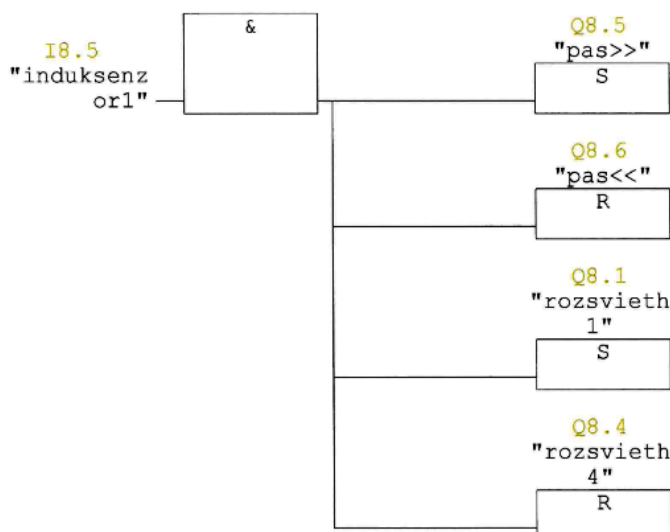 &
I8.5
"induksenz
or1"
Q8.5
"pas>>"
S
Q8.6
"pas<<"
R
Q8.1
"rozsvieth
1"
S
Q8.4
"rozsvieth
4"
R